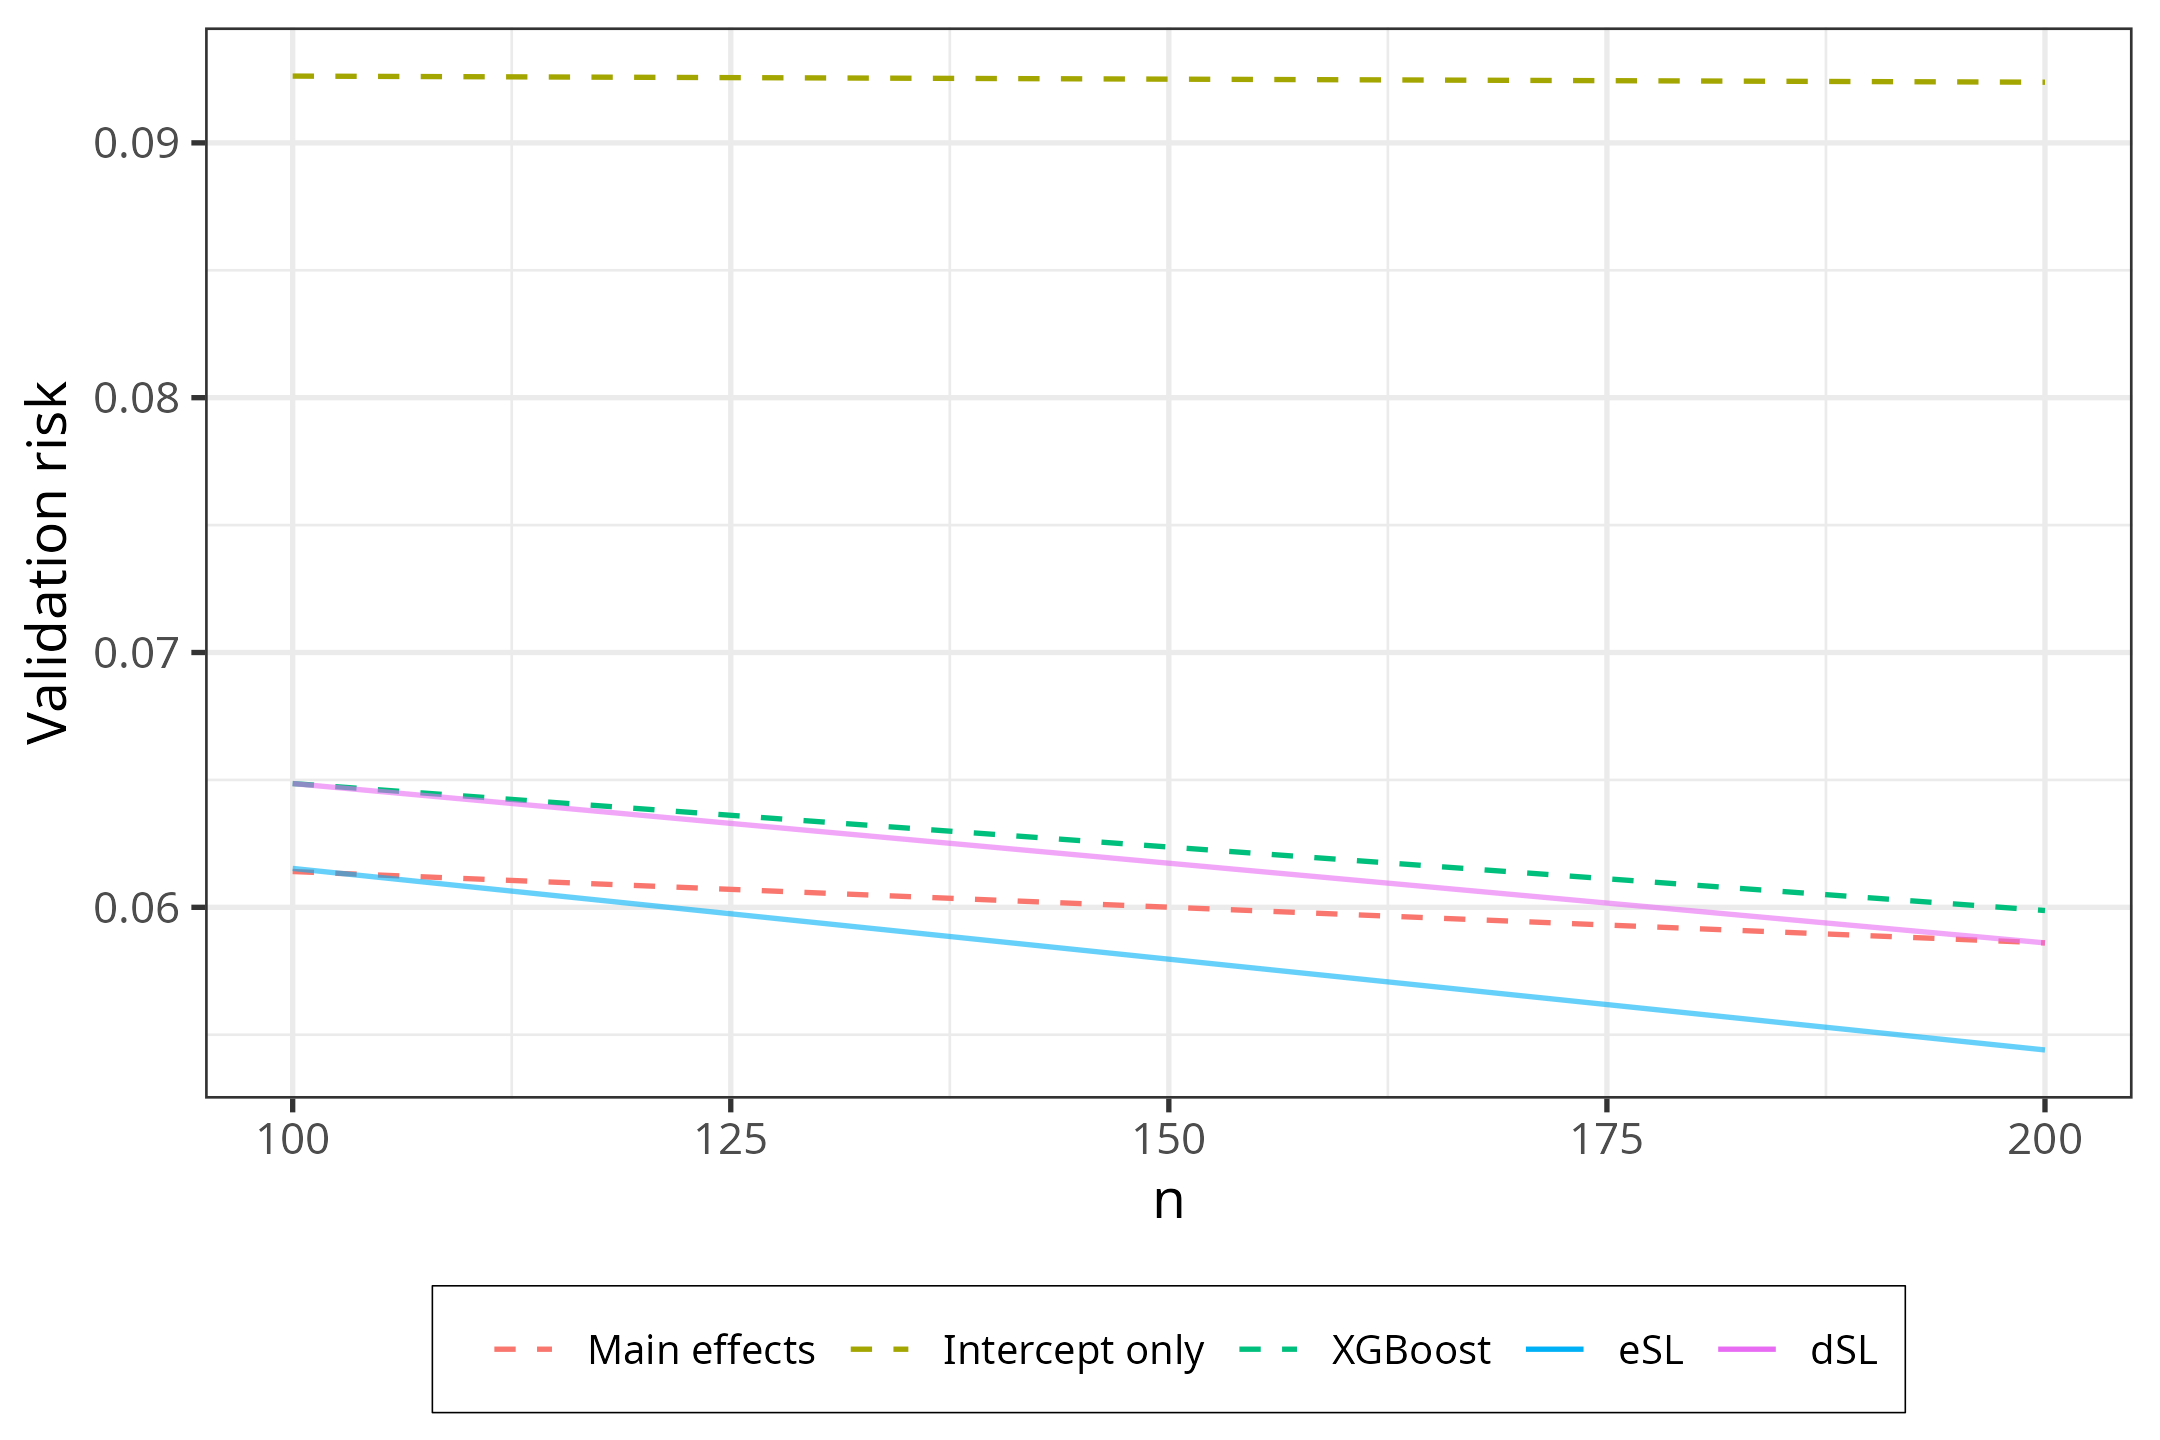 Validation risk
0.09
0.08
0.07
0.06
100 125 150 175 200
n
Main effects Intercept only XGBoost eSL dSL